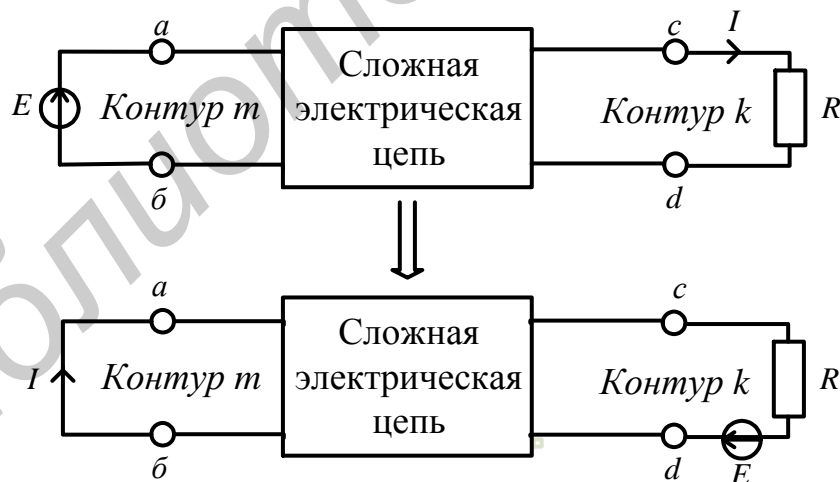 a
c
I
E
Контур m
Сложная
электрическая
цепь
Контур k
R
б
d
a
c
I
Контур m
Сложная
электрическая
цепь
Контур k
R
б
d
E